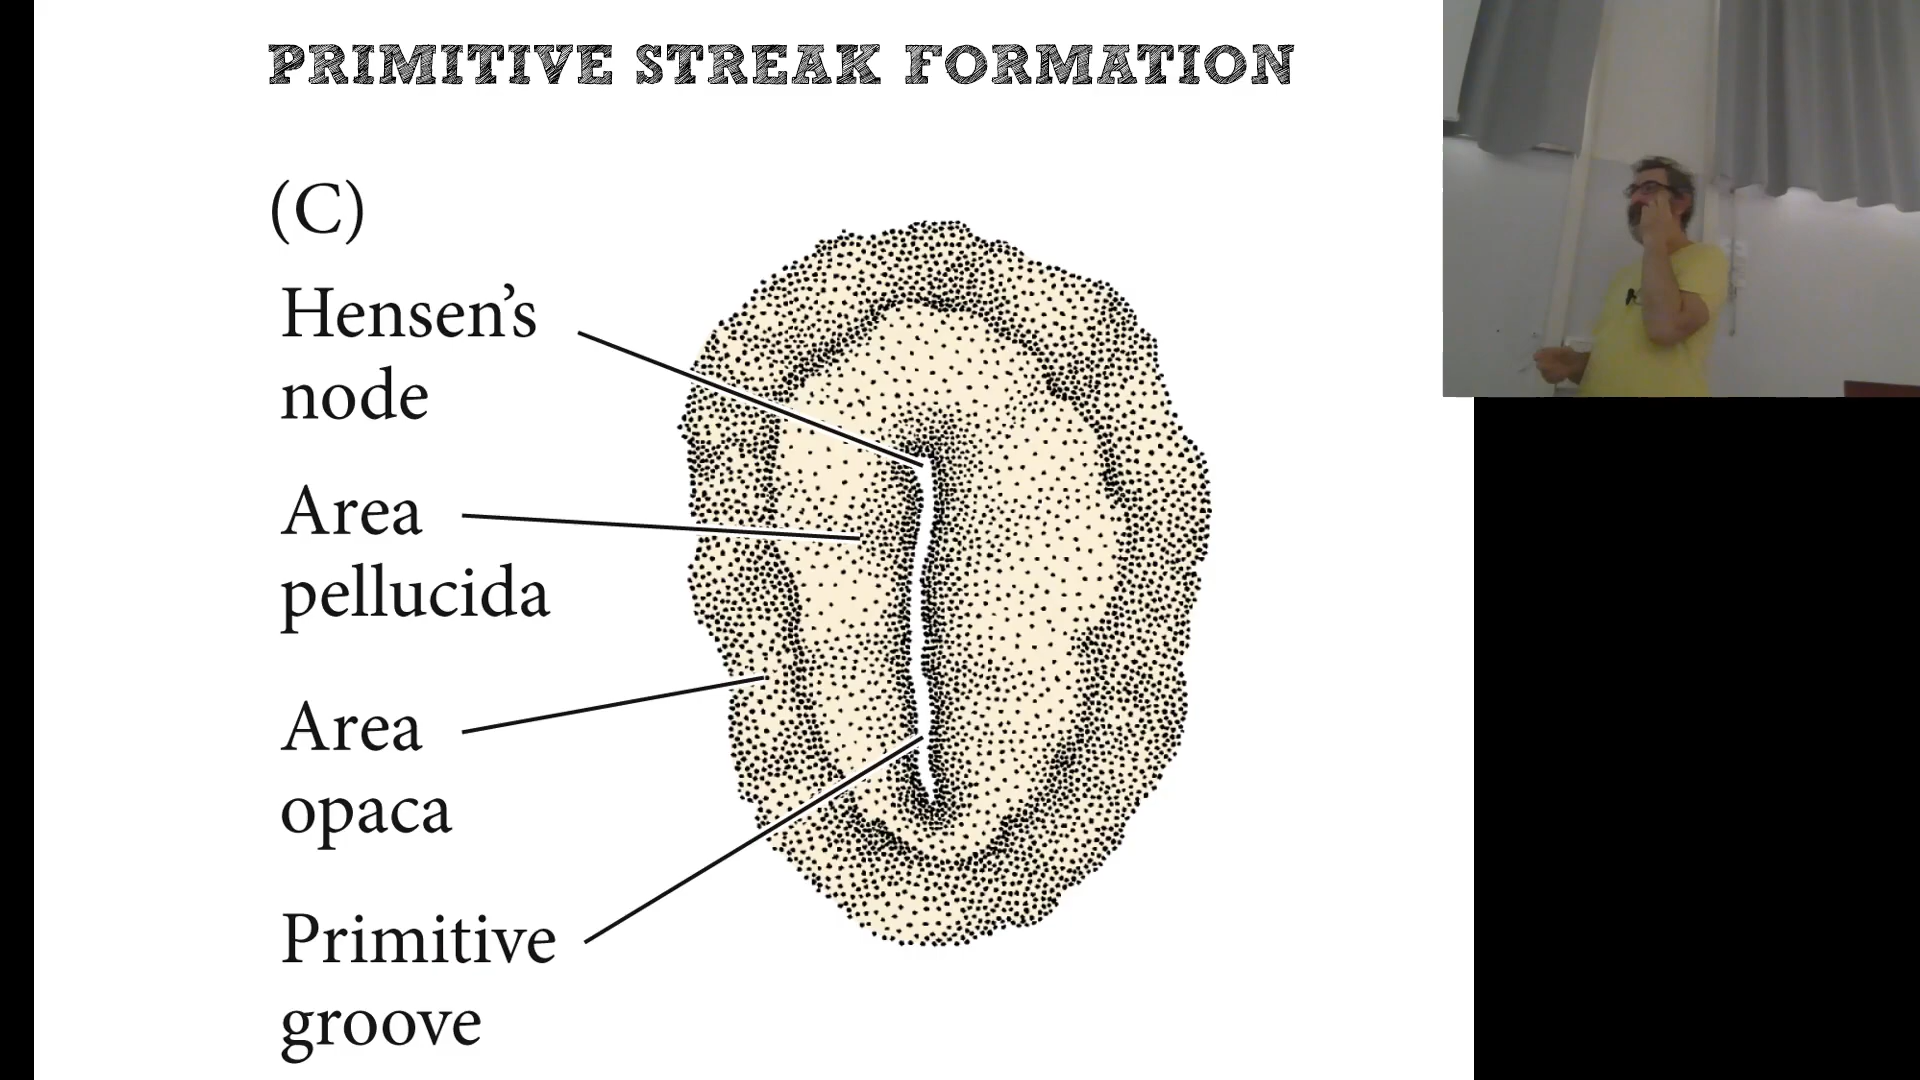 PRIMITIVE STREAK FORMATION
(C)
Hensen's
node
Area
pellucida
Area
opaca
Primitive
groove